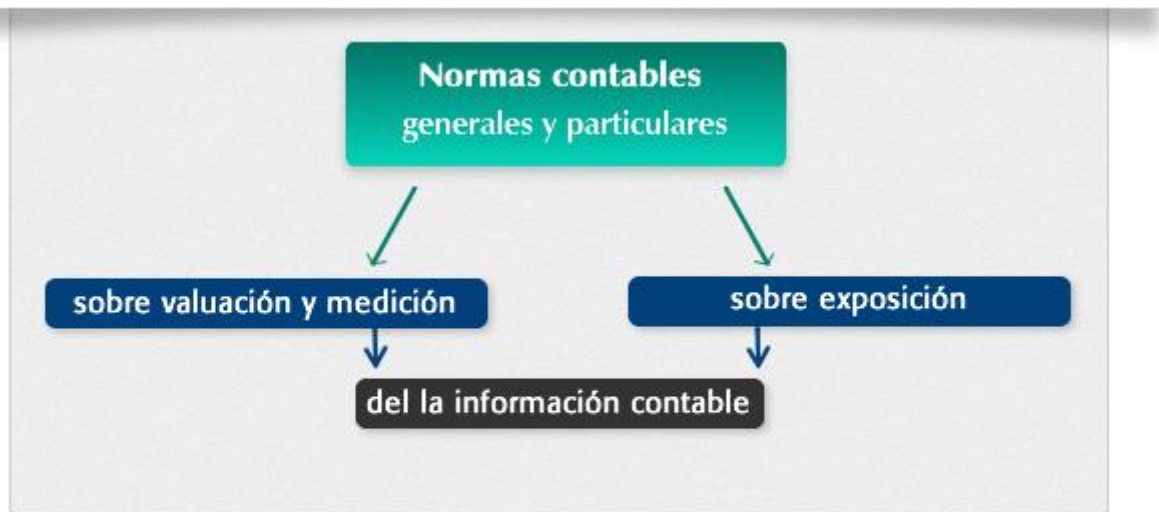 Normas contables
generales y particulares
sobre valuación y medición
sobre exposición
del la información contable